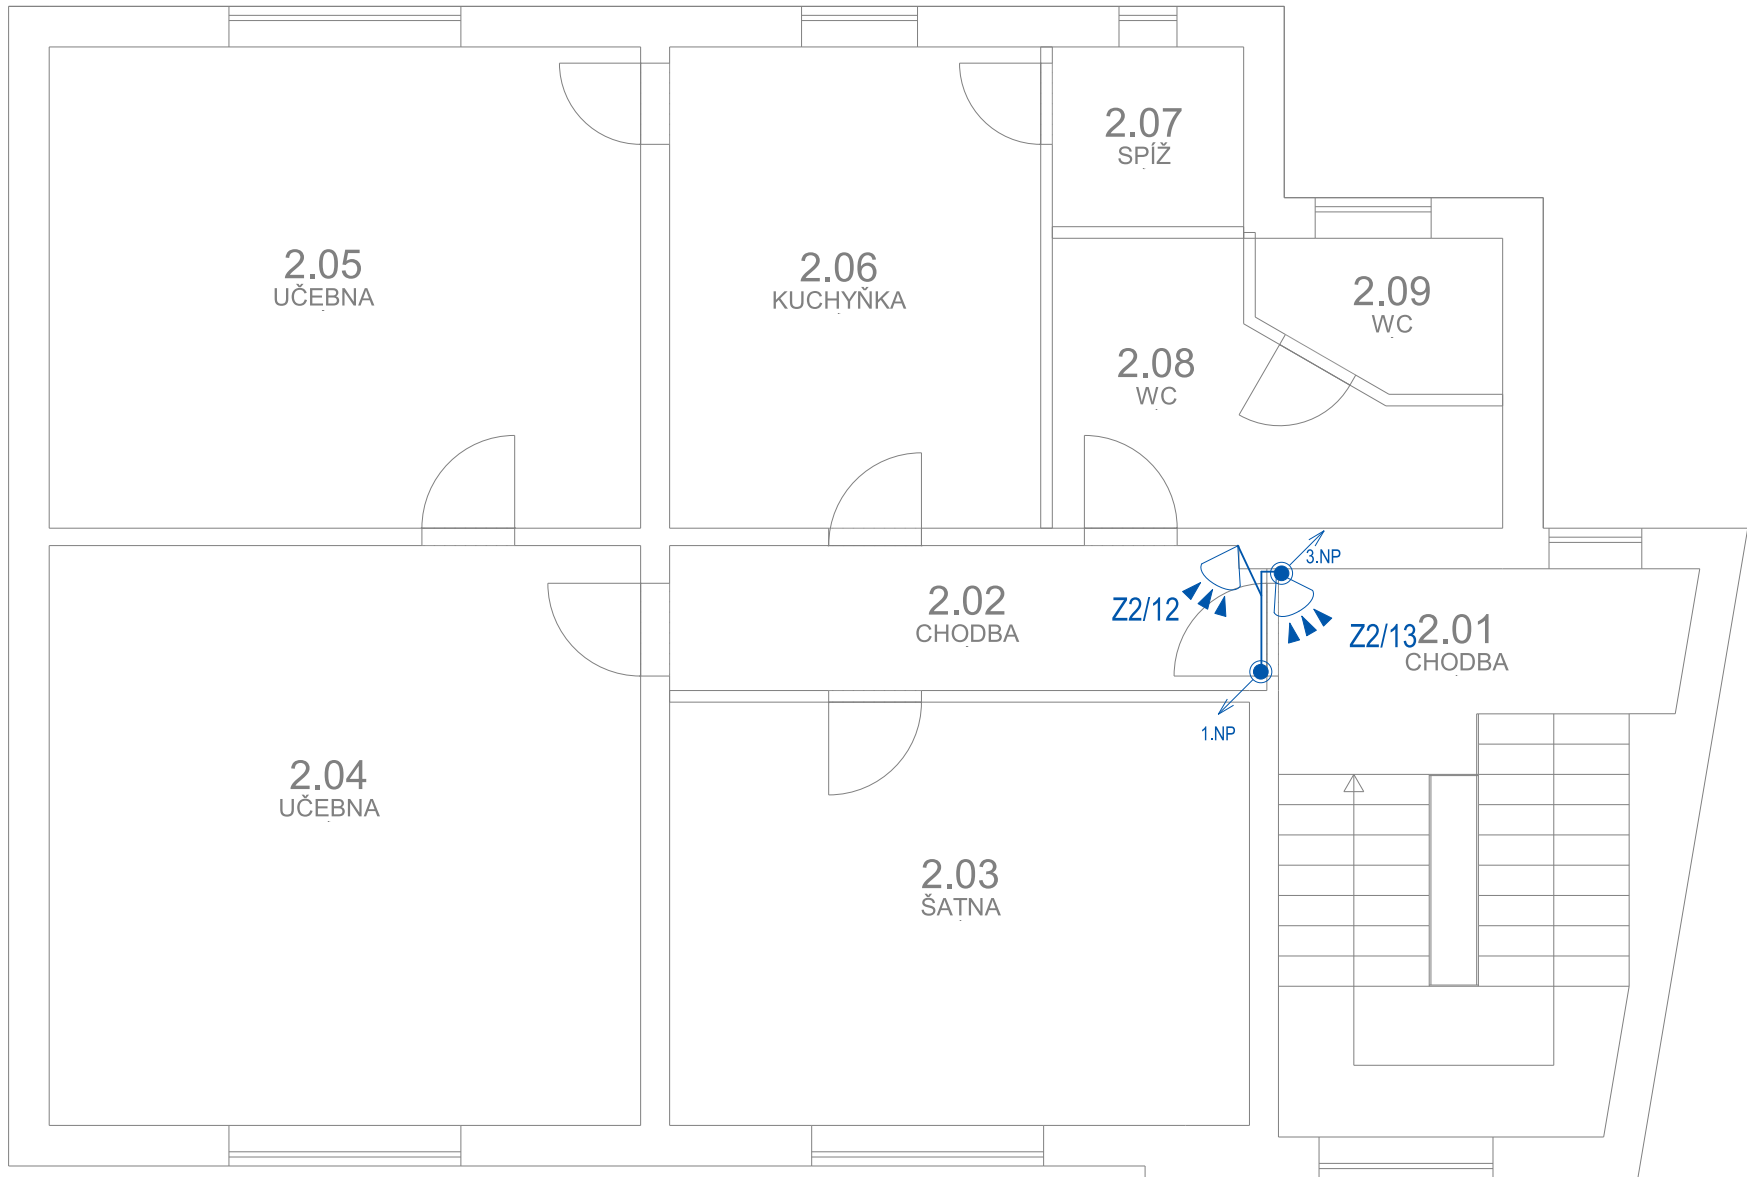 2.07
SPÍŽ
2.05
UČEBNA
2.06
KUCHYŇKA
2.09
WC
2.08
WC
3.NP
2.02
CHODBA
Z2/12
Z2/13
2.01
CHODBA
1.NP
2.04
UČEBNA
2.03
ŠATNA